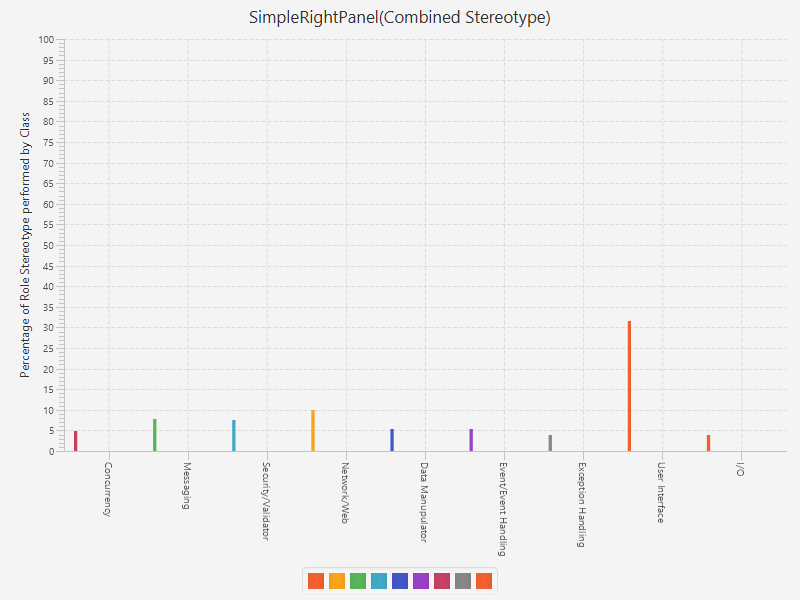 SimpleRightPanel(Combined Stereotype)
Percentage of Role Stereotype performed by Class
100
95
90
85
80
75
70
65
60
55
50
45
40
35
30
25
20
15
10
5
0
Concurrency
Messaging
Security/Validator
Network/Web
Data Manupulator
Event/Event Handling
Exception Handling
User Interface
I/O